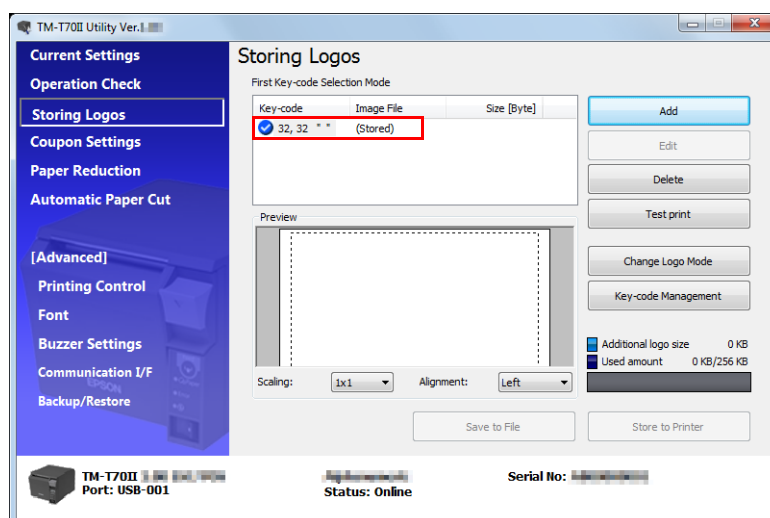 TM-T70II Utility Ver.
Current Settings
Operation Check
Storing Logos
Coupon Settings
Paper Reduction
Automatic Paper Cut
[Advanced]
Printing Control
Font
Buzzer Settings
Communication I/F
Backup/Restore
EPSON
Storing Logos
First Key-code Selection Mode
Key-code Image File Size [Byte]
32, 32 " " (Stored)
Preview
Scaling: 1x1 Alignment: Left
Add
Edit
Delete
Test print
Change Logo Mode
Key-code Management
Additional logo size 0 KB
Used amount 0 KB/256 KB
Save to File Store to Printer
TM-T70II Serial No:
Port: USB-001 Status: Online